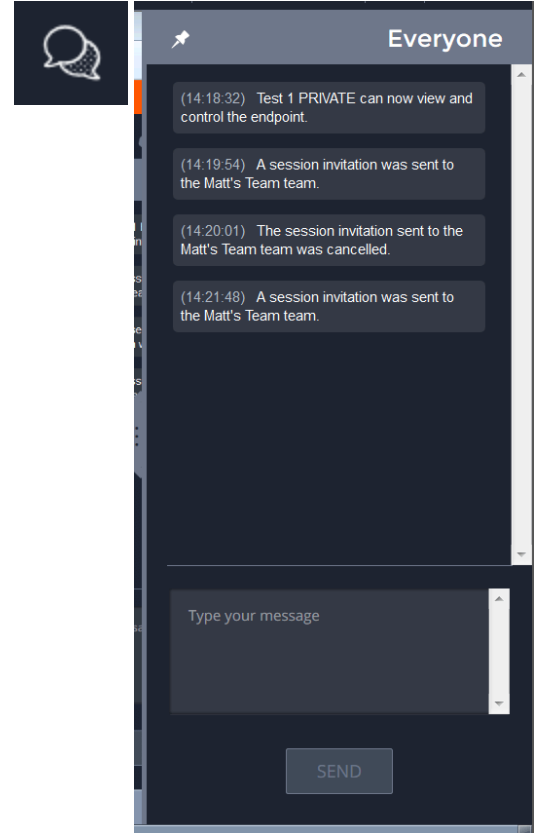 Everyone
(14:18:32) Test 1 PRIVATE can now view and
control the endpoint.
(14:19:54) A session invitation was sent to
the Matt's Team team.
(14:20:01) The session invitation sent to the
Matt's Team team was cancelled.
(14:21:48) A session invitation was sent to
the Matt's Team team.
Type your message
SEND